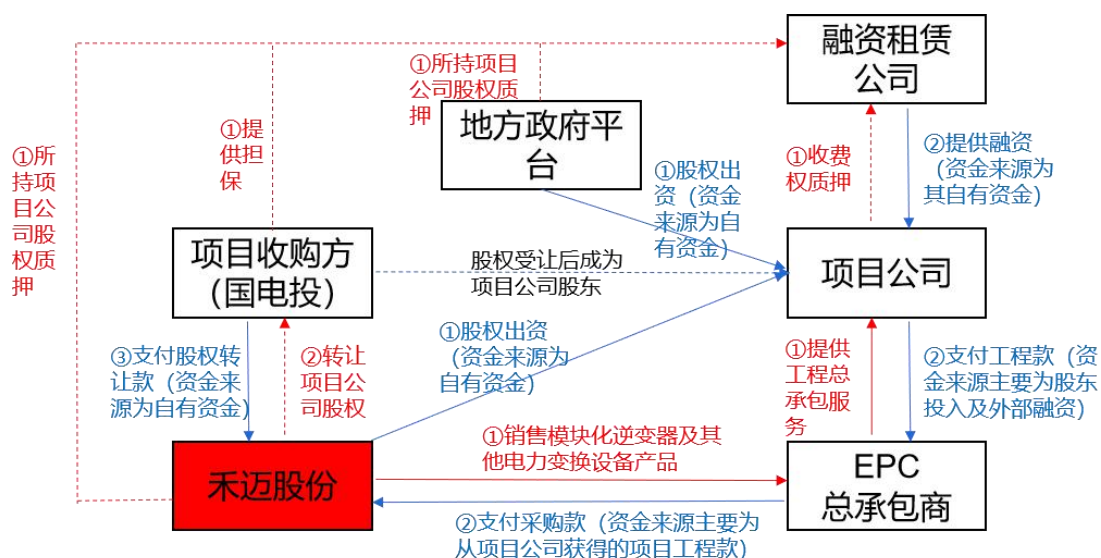 融资租赁
公司
①所持项目
公司股权质
押
地方政府平
台
①提
供担
保
①所
持项
目公
司股
权质
押
①收费
权质押
②提供融资
（资金来源为
其自有资金）
①股权出
资（资金
来源为自
有资金）
项目收购方
（国电投）
股权受让后成为
项目公司股东
项目公司
③支付股权转
让款（资金来
源为自有资金）
②转让
项目公
司股权
①股权出资
（资金来源为
自有资金）
①提供
工程总
承包服
务
②支付工程款（资
金来源主要为股东
投入及外部融资）
禾迈股份
①销售模块化逆变器及其
他电力变换设备产品
EPC
总承包商
②支付采购款（资金来源主要为
从项目公司获得的项目工程款）